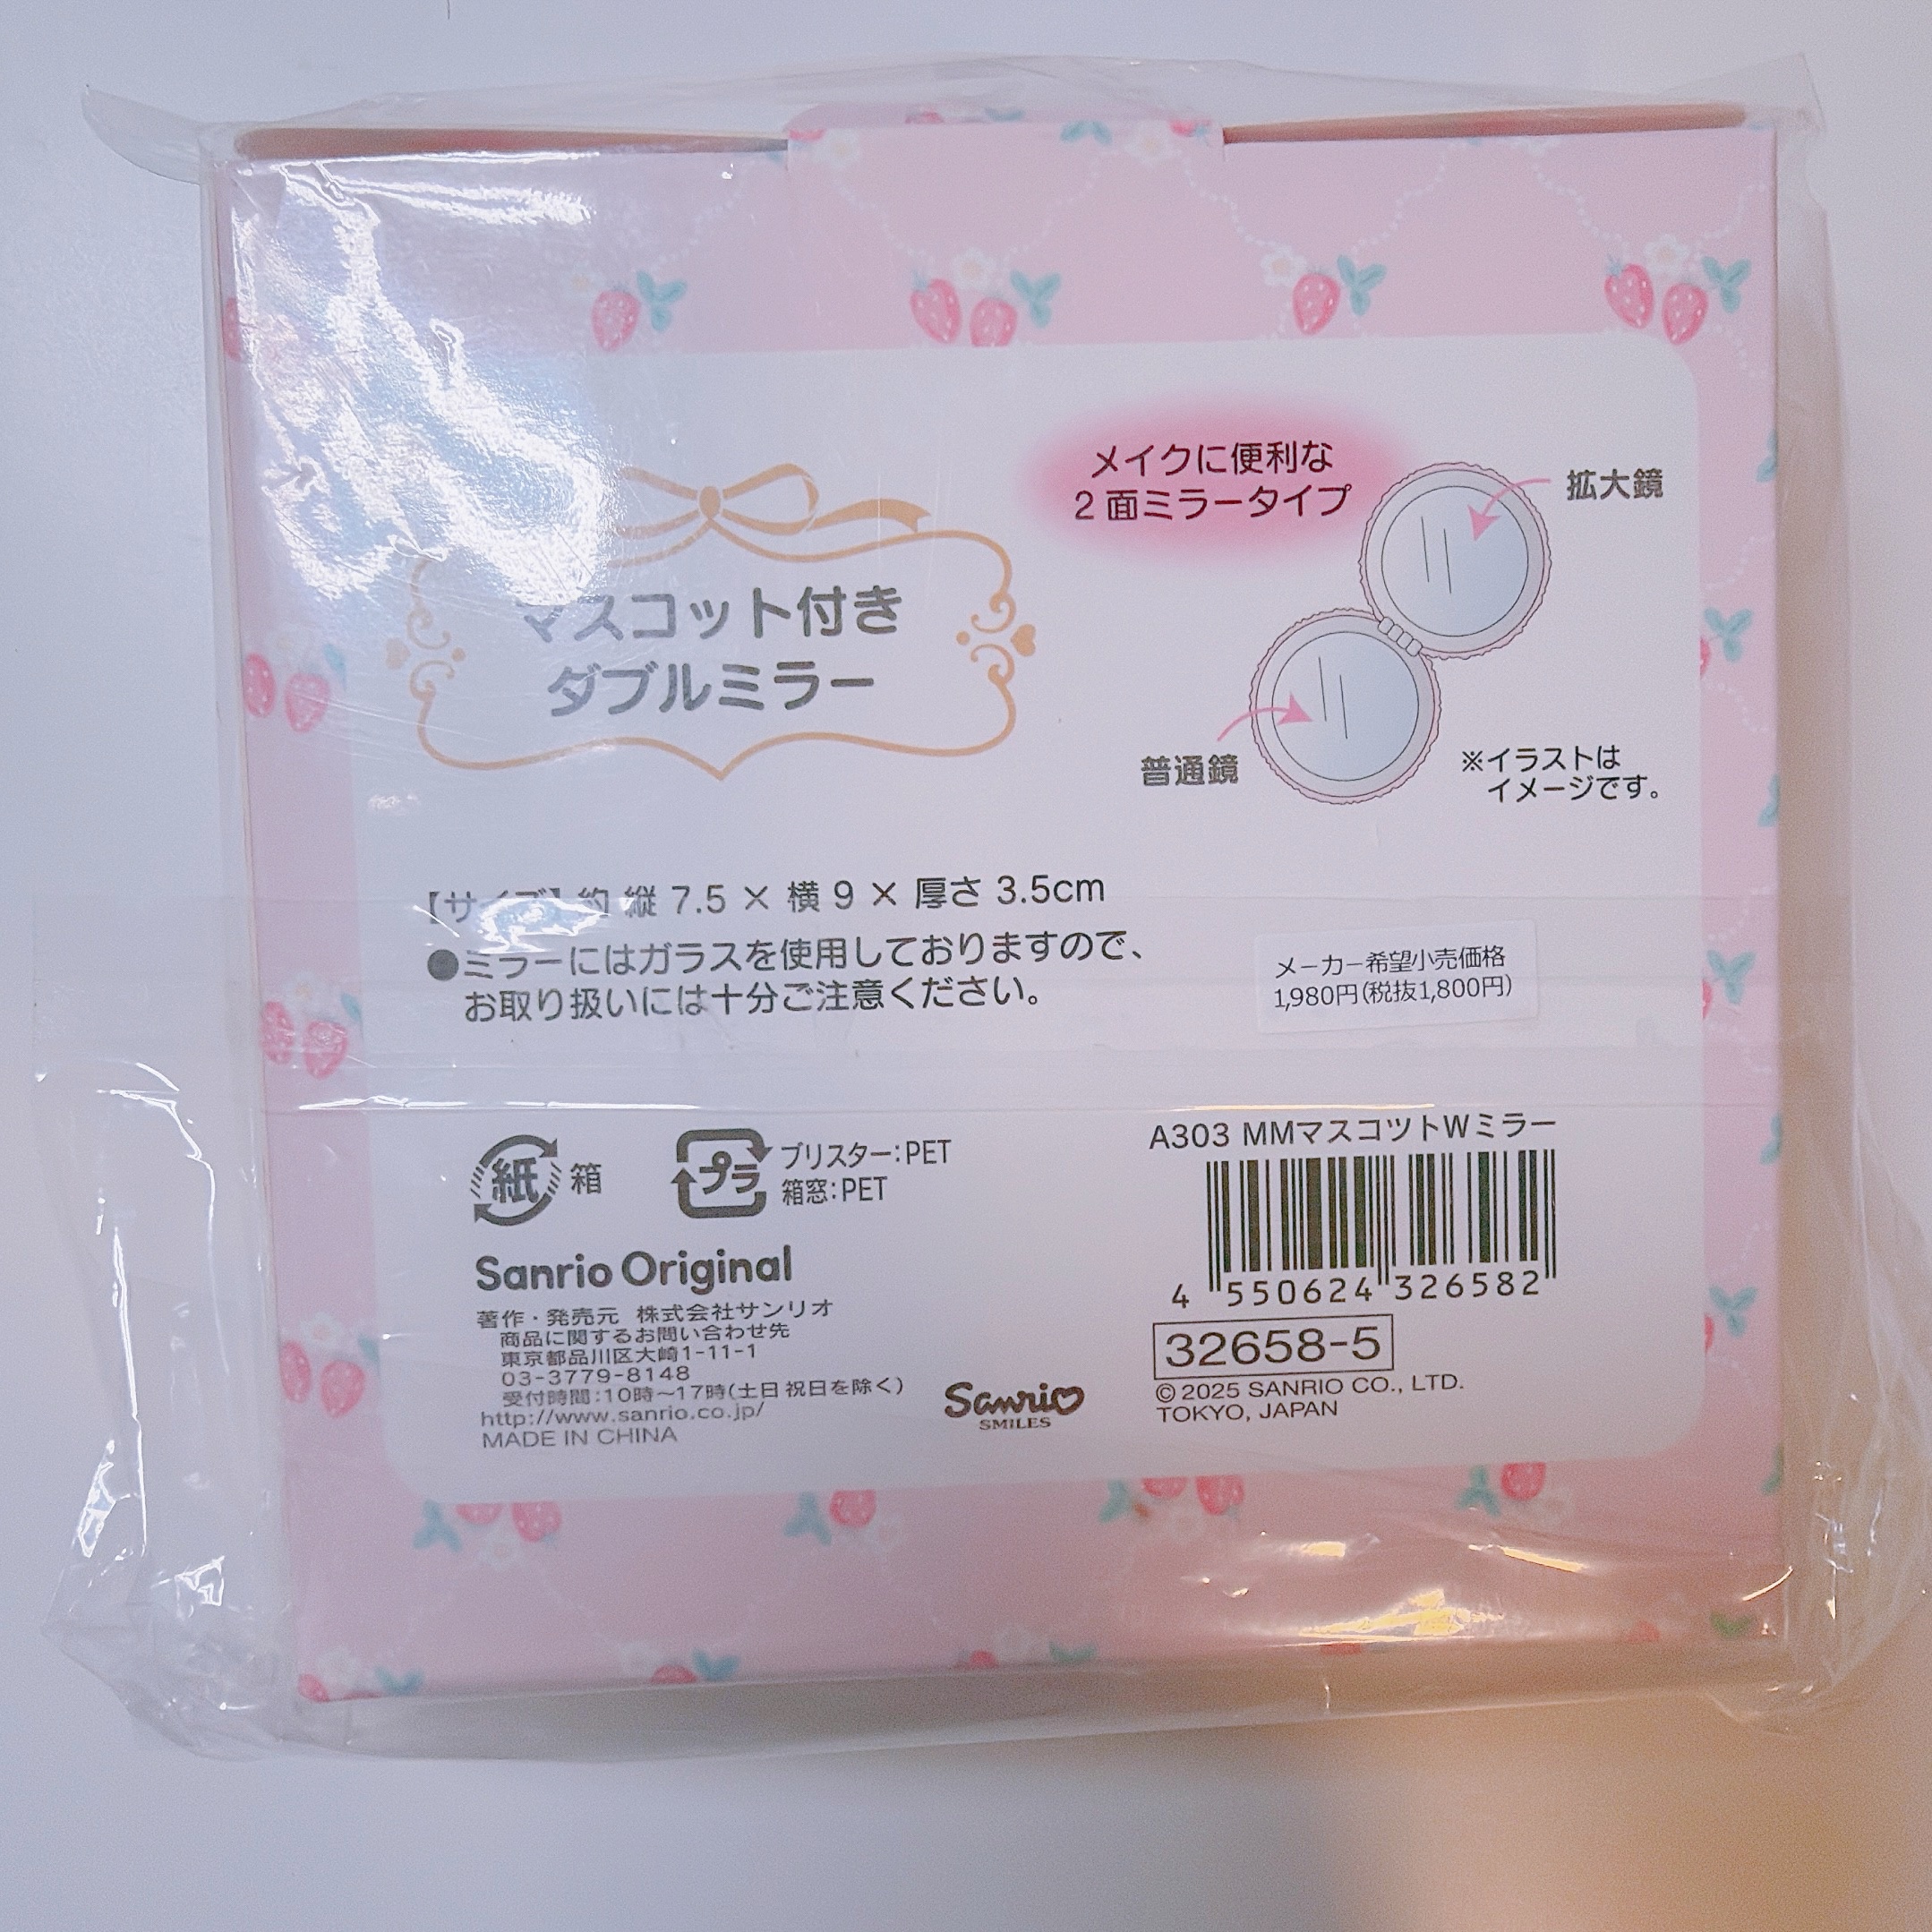 メイクに便利な
2面ミラータイプ
拡大鏡
マスコット付き
ダブルミラー
普通鏡
※イラストは
イメージです。
【サイズ】約 縦 7.5 × 横 9 × 厚さ 3.5cm
●ミラーにはガラスを使用しておりますので、
お取り扱いには十分ご注意ください。
メーカー希望小売価格
1,980円(税抜1,800円)
紙 箱
プラ ブリスター:PET
箱窓:PET
Sanrio Original
著作・発売元 株式会社サンリオ
商品に関するお問い合わせ先
東京都品川区大崎1-11-1
03-3779-8148
受付時間:10時〜17時(土日祝日を除く)
http://www.sanrio.co.jp/
MADE IN CHINA
Sanrio
SMILES
A303 MMマスコツトWミラー
4 550624 326582
32658-5
© 2025 SANRIO CO., LTD.
TOKYO, JAPAN